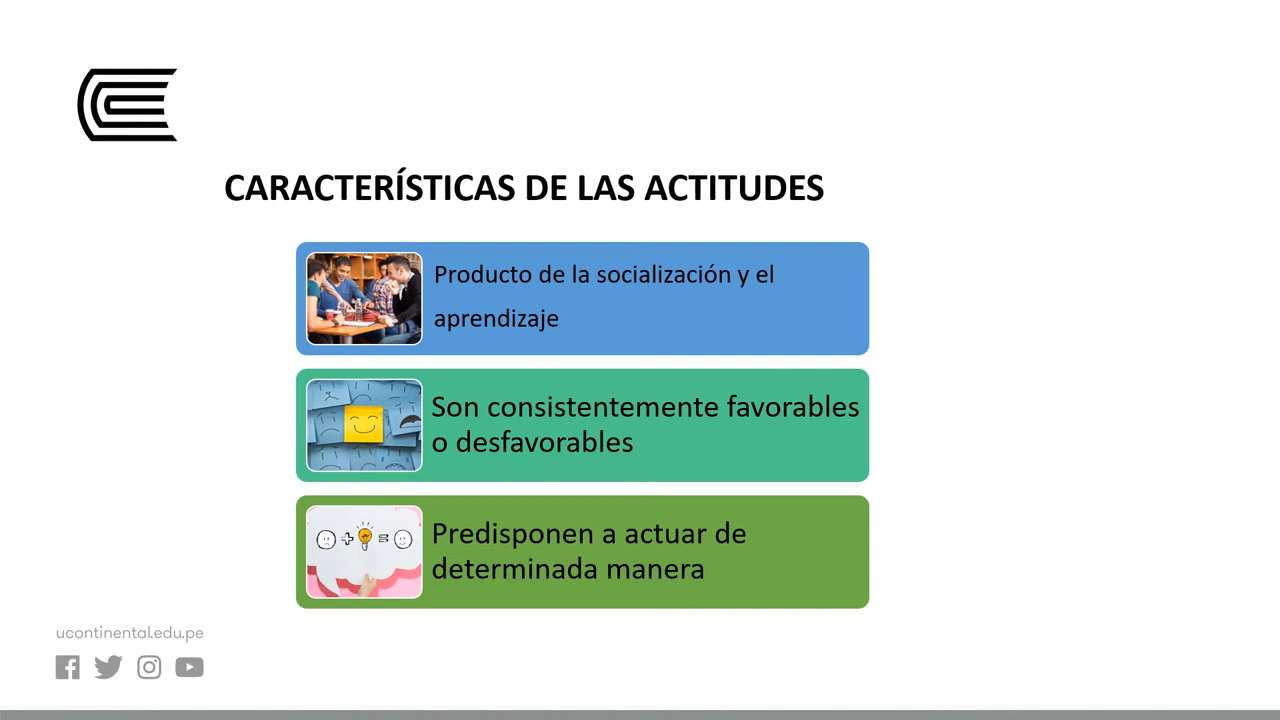 CARACTERÍSTICAS DE LAS ACTITUDES
Producto de la socialización y el
aprendizaje
Son consistentemente favorables
o desfavorables
Predisponen a actuar de
determinada manera
ucontinental.edu.pe